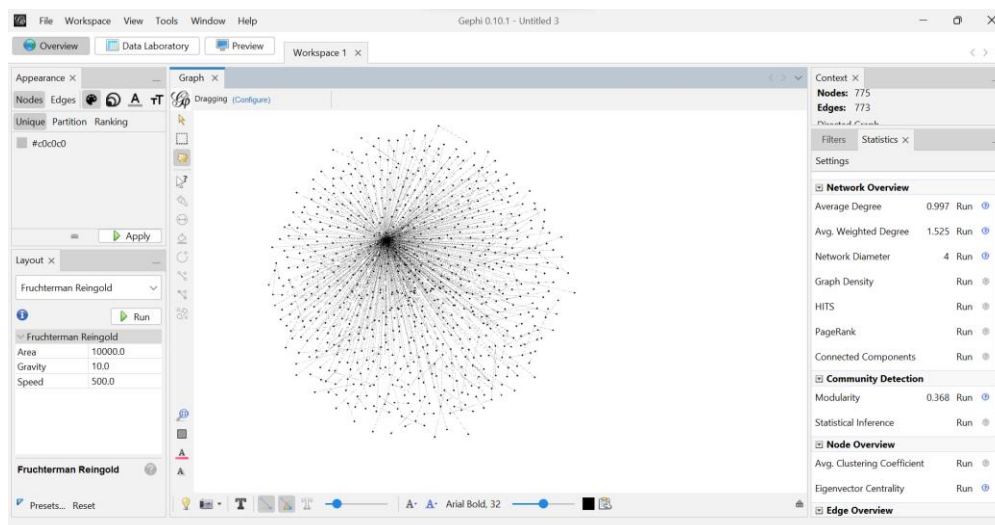 File Workspace View Tools Window Help
Gephi 0.10.1 - Untitled 3
Overview Data Laboratory Preview
Workspace 1
Appearance
Nodes Edges
Unique Partition Ranking
#c0c0c0
Apply
Layout
Fruchterman Reingold
Run
Fruchterman Reingold
Area 10000.0
Gravity 10.0
Speed 500.0
Fruchterman Reingold
Presets... Reset
Graph
Dragging (Configure)
Arial Bold, 32
Context
Nodes: 775
Edges: 773
Directed Graph
Filters Statistics
Settings
Network Overview
Average Degree 0.997 Run
Avg. Weighted Degree 1.525 Run
Network Diameter 4 Run
Graph Density Run
HITS Run
PageRank Run
Connected Components Run
Community Detection
Modularity 0.368 Run
Statistical Inference Run
Node Overview
Avg. Clustering Coefficient Run
Eigenvector Centrality Run
Edge Overview